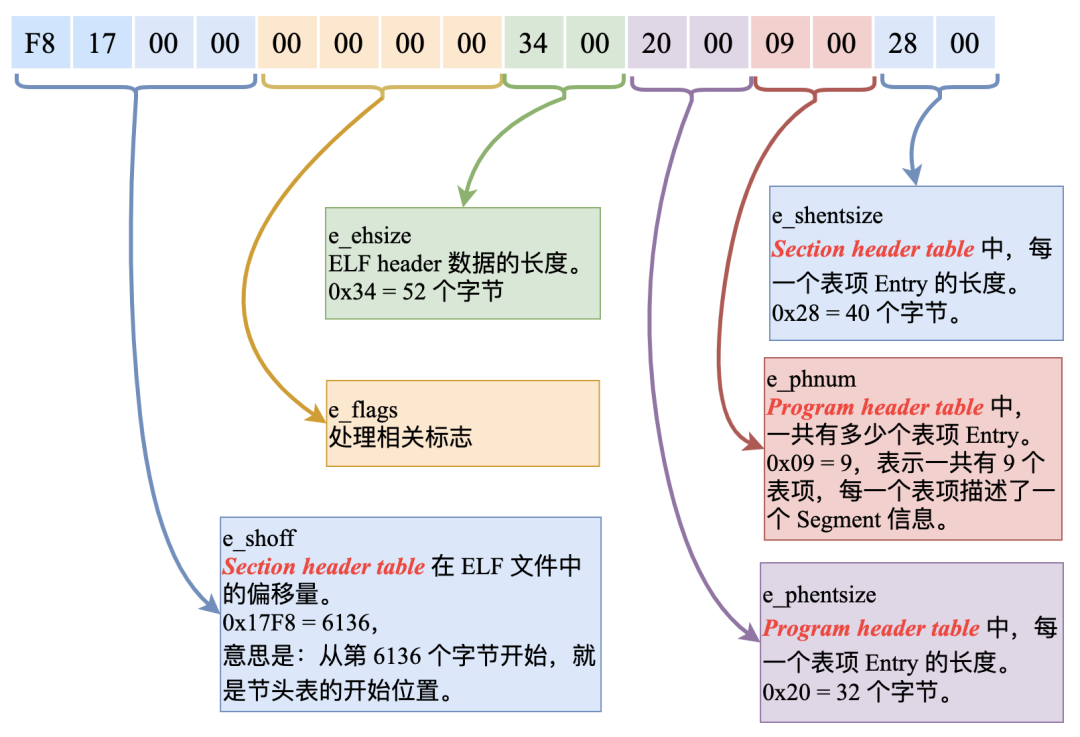 F8 17 00 00 00 00 00 00 34 00 20 00 09 00 28 00
e_ehsize
ELF header 数据的长度。
0x34 = 52 个字节
e_flags
处理相关标志
e_shoff
Section header table 在 ELF 文件中
的偏移量。
0x17F8 = 6136，
意思是：从第 6136 个字节开始，就
是节头表的开始位置。
e_shentsize
Section header table 中，每
一个表项 Entry 的长度。
0x28 = 40 个字节。
e_phnum
Program header table 中，
一共有多少个表项 Entry。
0x09 = 9，表示一共有 9 个
表项，每一个表项描述了一
个 Segment 信息。
e_phentsize
Program header table 中，每
一个表项 Entry 的长度。
0x20 = 32 个字节。